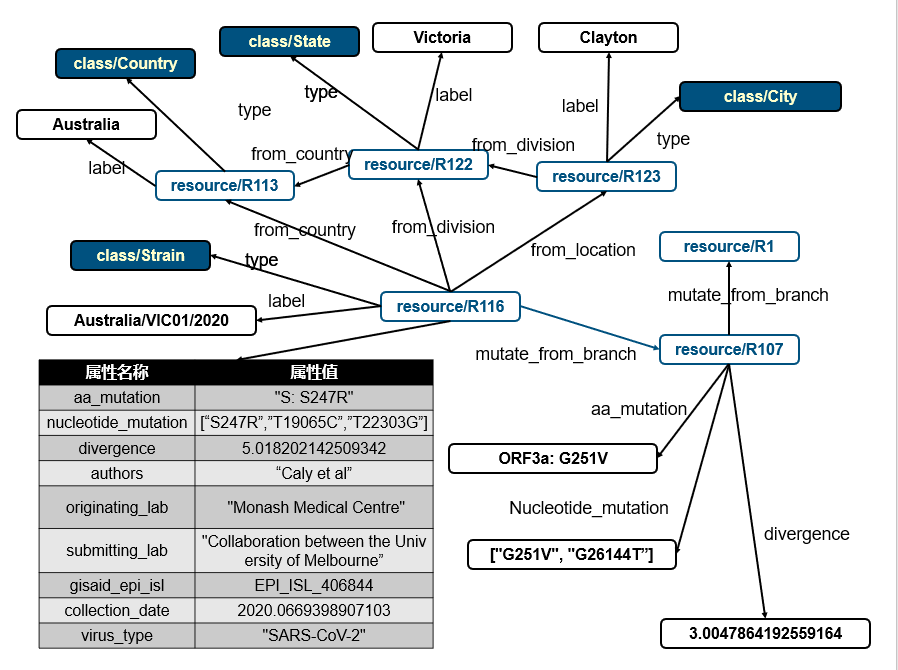 class/State
Victoria
Clayton
class/Country
type
type
label
label
class/City
Australia
type
label
from_country
from_division
resource/R113
resource/R122
resource/R123
from_country
from_division
from_location
class/Strain
type
resource/R1
label
resource/R116
mutate_from_branch
Australia/VIC01/2020
mutate_from_branch
resource/R107
属性名称 属性值
aa_mutation "S: S247R"
nucleotide_mutation [“S247R”,”T19065C”,”T22303G”]
divergence 5.018202142509342
authors “Caly et al”
originating_lab "Monash Medical Centre"
submitting_lab "Collaboration between the Univ
ersity of Melbourne”
gisaid_epi_isl EPI_ISL_406844
collection_date 2020.0669398907103
virus_type "SARS-CoV-2"
aa_mutation
ORF3a: G251V
Nucleotide_mutation
["G251V", "G26144T”]
divergence
3.0047864192559164